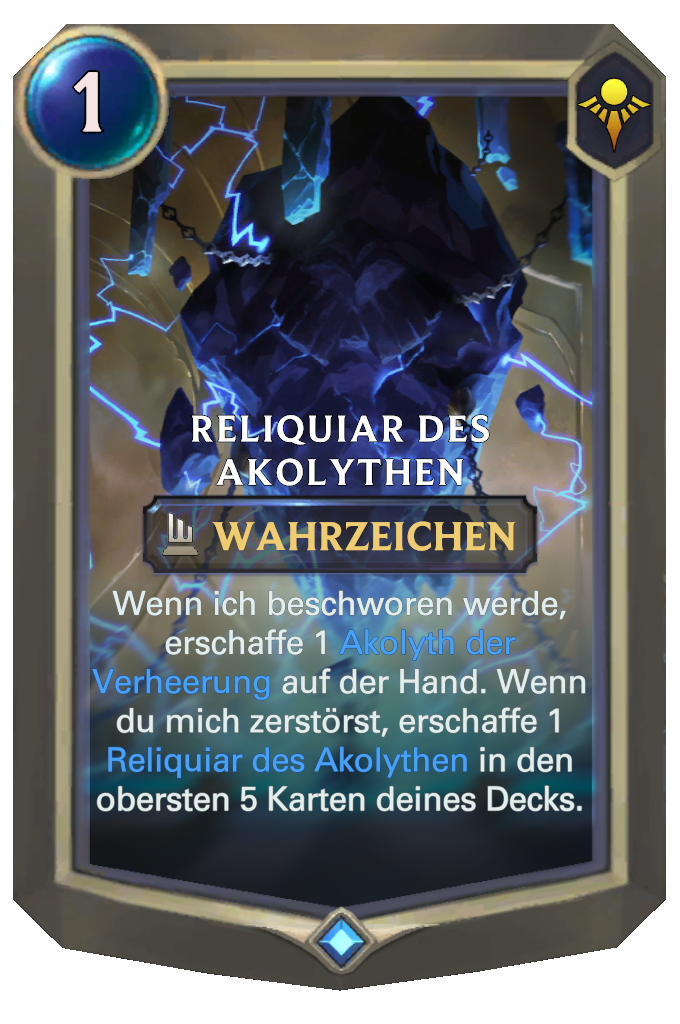 1
RELIQUIAR DES
AKOLYTHEN
WAHRZEICHEN
Wenn ich beschworen werde,
erschaffe 1 Akolyth der
Verheerung auf der Hand. Wenn
du mich zerstörst, erschaffe 1
Reliquiar des Akolythen in den
obersten 5 Karten deines Decks.